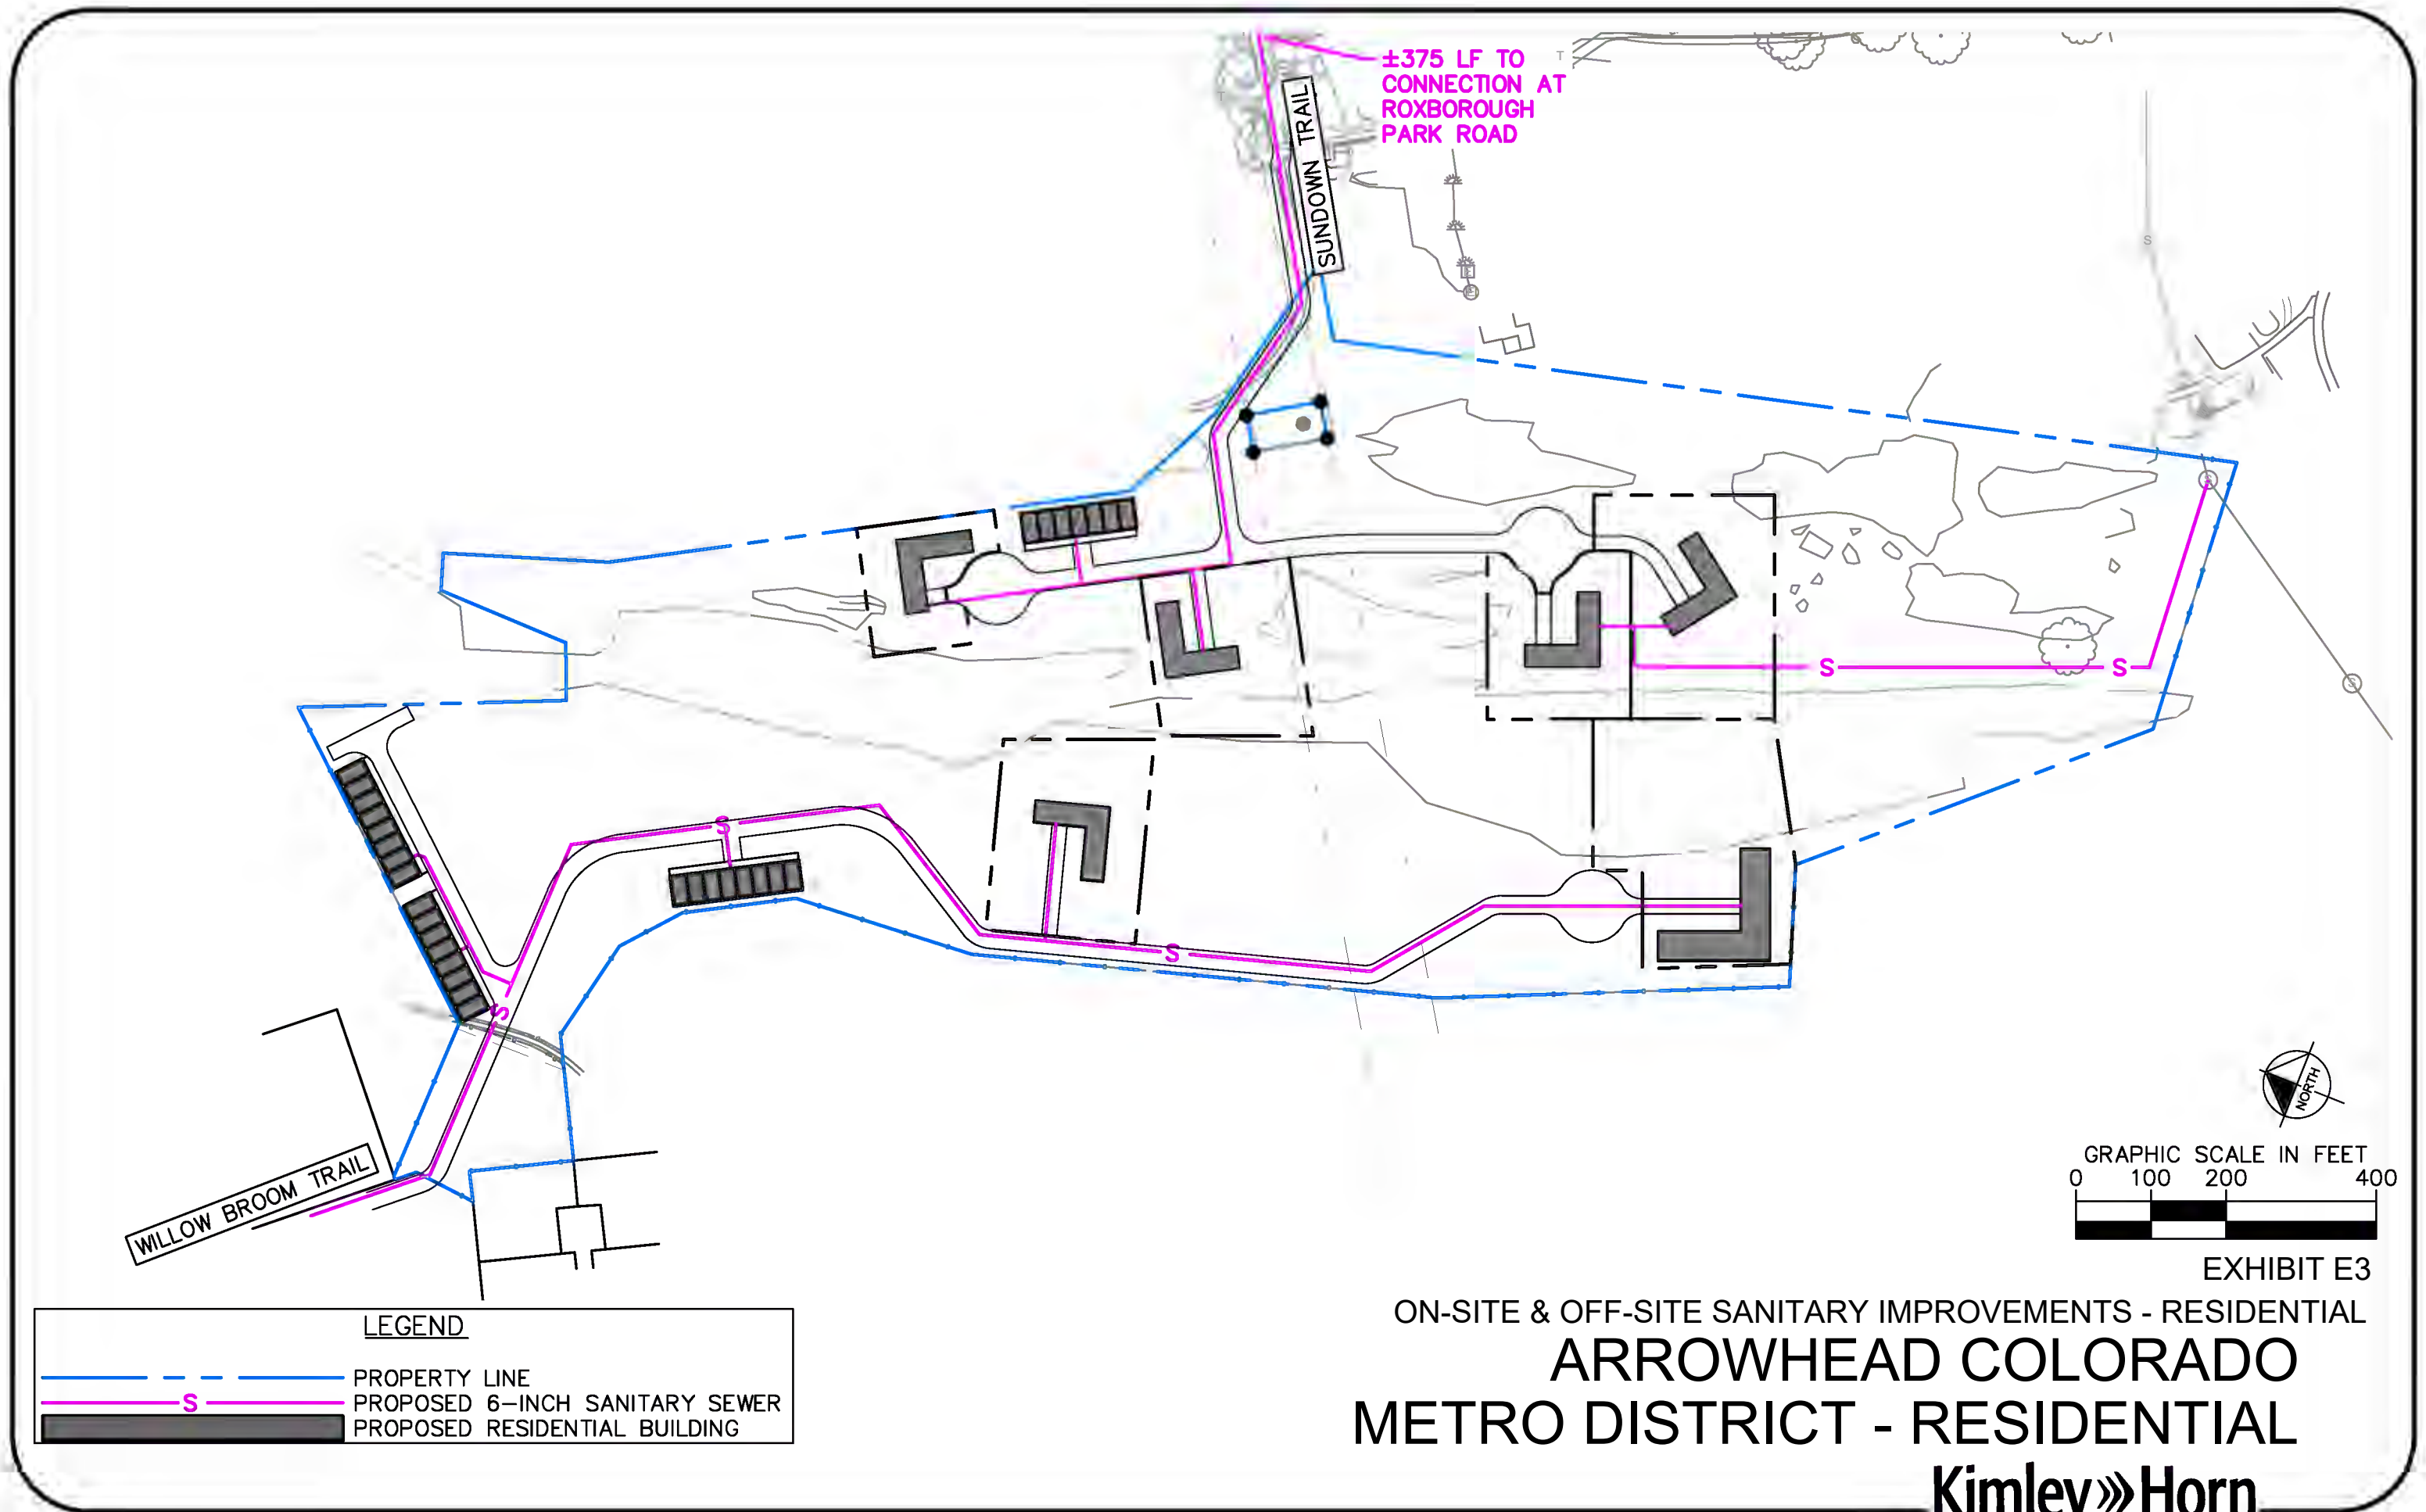 ±375 LF TO
CONNECTION AT
ROXBOROUGH
PARK ROAD
T
T
SUNDOWN TRAIL
E
S
S
S
S
S
S
S
S
WILLOW BROOM TRAIL
NORTH
GRAPHIC SCALE IN FEET
0 100 200 400
EXHIBIT E3
ON-SITE & OFF-SITE SANITARY IMPROVEMENTS - RESIDENTIAL
ARROWHEAD COLORADO
METRO DISTRICT - RESIDENTIAL
Kimley»Horn
LEGEND
PROPERTY LINE
S PROPOSED 6-INCH SANITARY SEWER
PROPOSED RESIDENTIAL BUILDING